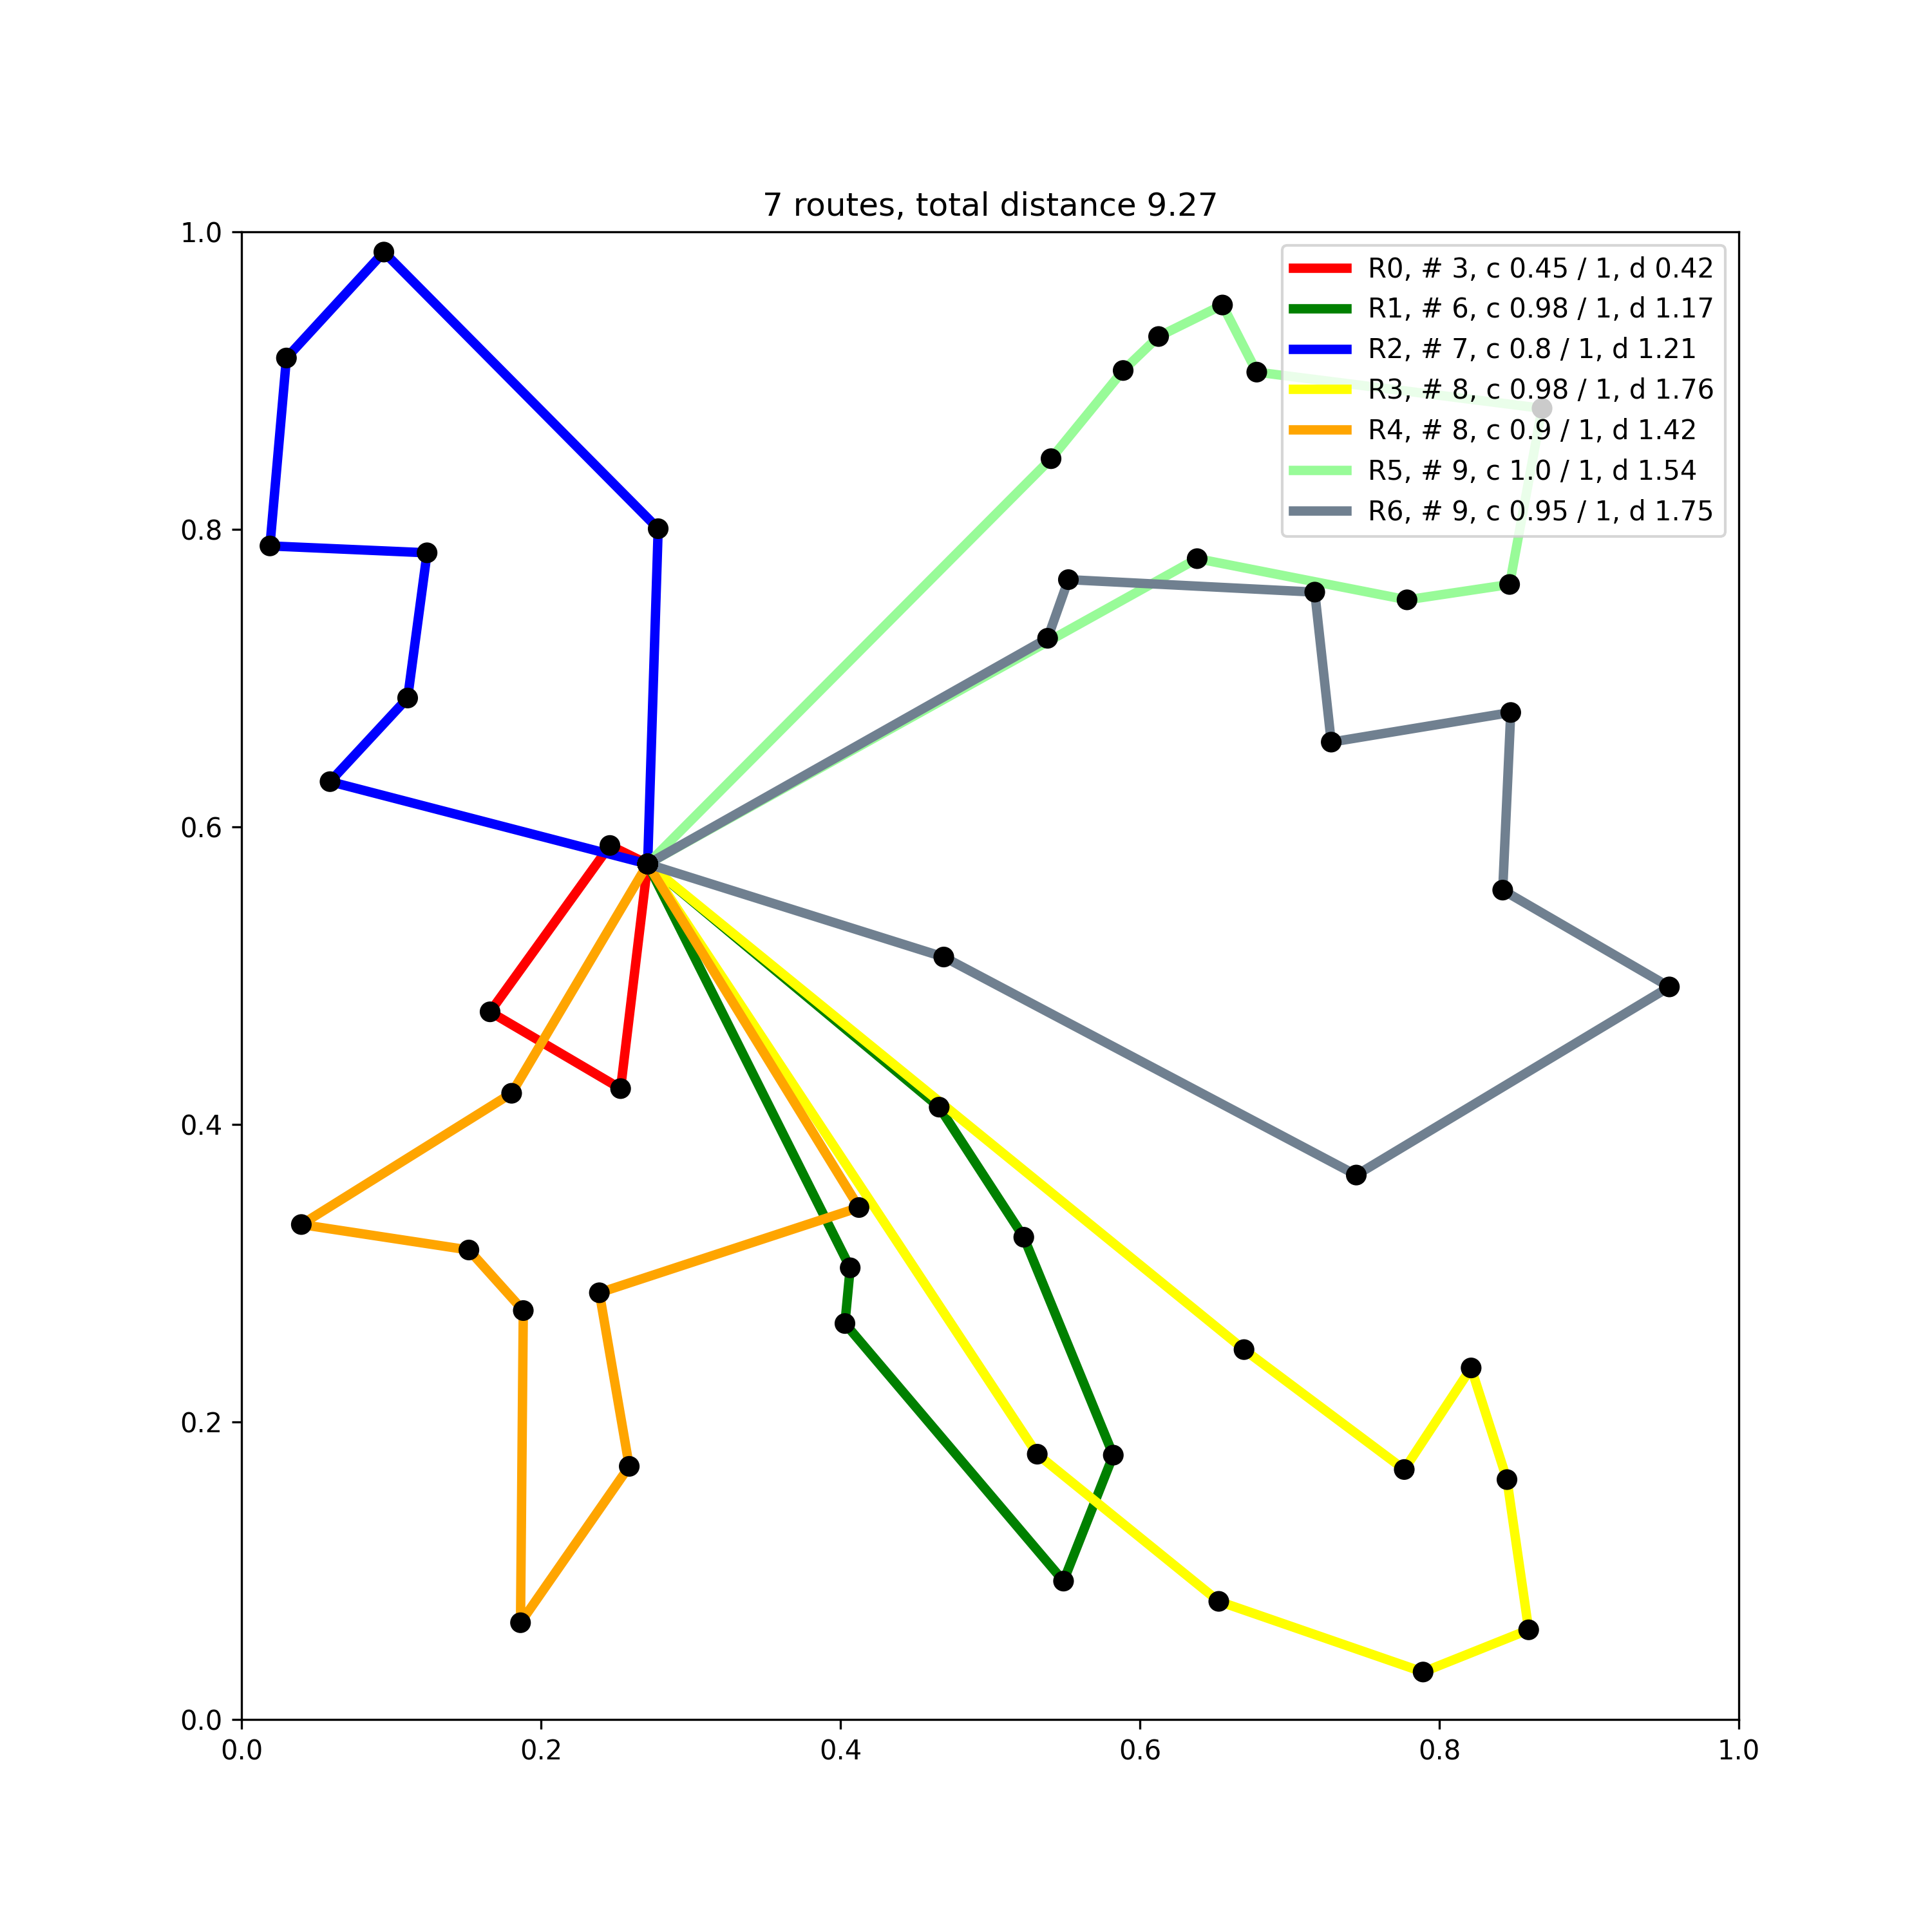 7 routes, total distance 9.27
R0, # 3, c 0.45 / 1, d 0.42
R1, # 6, c 0.98 / 1, d 1.17
R2, # 7, c 0.8 / 1, d 1.21
R3, # 8, c 0.98 / 1, d 1.76
R4, # 8, c 0.9 / 1, d 1.42
R5, # 9, c 1.0 / 1, d 1.54
R6, # 9, c 0.95 / 1, d 1.75
1.0
0.8
0.6
0.4
0.2
0.0
0.0 0.2 0.4 0.6 0.8 1.0